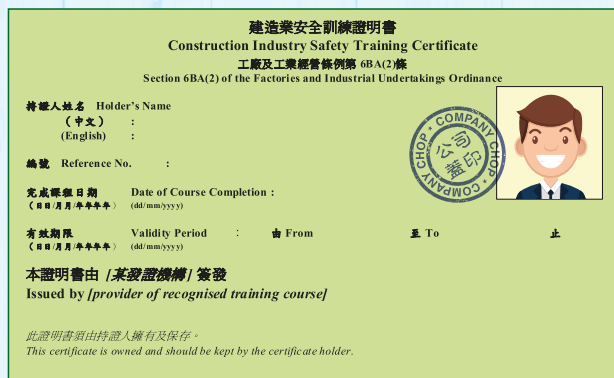 建造業安全訓練證明書
Construction Industry Safety Training Certificate
工廠及工業經營條例第 6BA(2)條
Section 6BA(2) of the Factories and Industrial Undertakings Ordinance
持證人姓名 Holder's Name
（中文） :
(English) :
編號 Reference No. :
完成課程日期 Date of Course Completion :
（日日/月月/年年年年） (dd/mm/yyyy)
有效期限 Validity Period : 由 From 至 To 止
（日日/月月/年年年年） (dd/mm/yyyy)
本證明書由 [某發證機構] 簽發
Issued by [provider of recognised training course]
此證明書須由持證人擁有及保存。
This certificate is owned and should be kept by the certificate holder.
COMPANY CHOP * COMPANY CHOP *
公司
蓋印